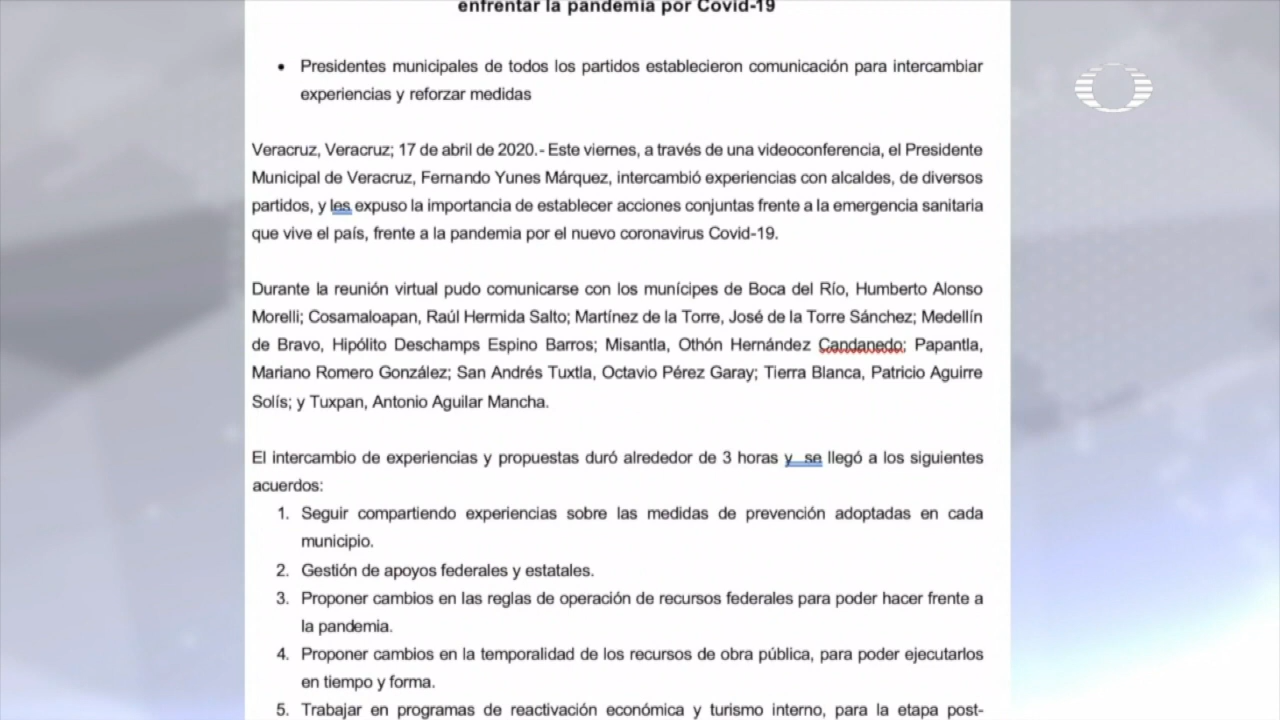 enfrentar la pandemia por Covid-19
• Presidentes municipales de todos los partidos establecieron comunicación para intercambiar
experiencias y reforzar medidas
Veracruz, Veracruz; 17 de abril de 2020.- Este viernes, a través de una videoconferencia, el Presidente
Municipal de Veracruz, Fernando Yunes Márquez, intercambió experiencias con alcaldes, de diversos
partidos, y les expuso la importancia de establecer acciones conjuntas frente a la emergencia sanitaria
que vive el país, frente a la pandemia por el nuevo coronavirus Covid-19.
Durante la reunión virtual pudo comunicarse con los munícipes de Boca del Río, Humberto Alonso
Morelli; Cosamaloapan, Raúl Hermida Salto; Martínez de la Torre, José de la Torre Sánchez; Medellín
de Bravo, Hipólito Deschamps Espino Barros; Misantla, Othón Hernández Candanedo; Papantla,
Mariano Romero González; San Andrés Tuxtla, Octavio Pérez Garay; Tierra Blanca, Patricio Aguirre
Solís; y Tuxpan, Antonio Aguilar Mancha.
El intercambio de experiencias y propuestas duró alrededor de 3 horas y se llegó a los siguientes
acuerdos:
1. Seguir compartiendo experiencias sobre las medidas de prevención adoptadas en cada
municipio.
2. Gestión de apoyos federales y estatales.
3. Proponer cambios en las reglas de operación de recursos federales para poder hacer frente a
la pandemia.
4. Proponer cambios en la temporalidad de los recursos de obra pública, para poder ejecutarlos
en tiempo y forma.
5. Trabajar en programas de reactivación económica y turismo interno, para la etapa post-